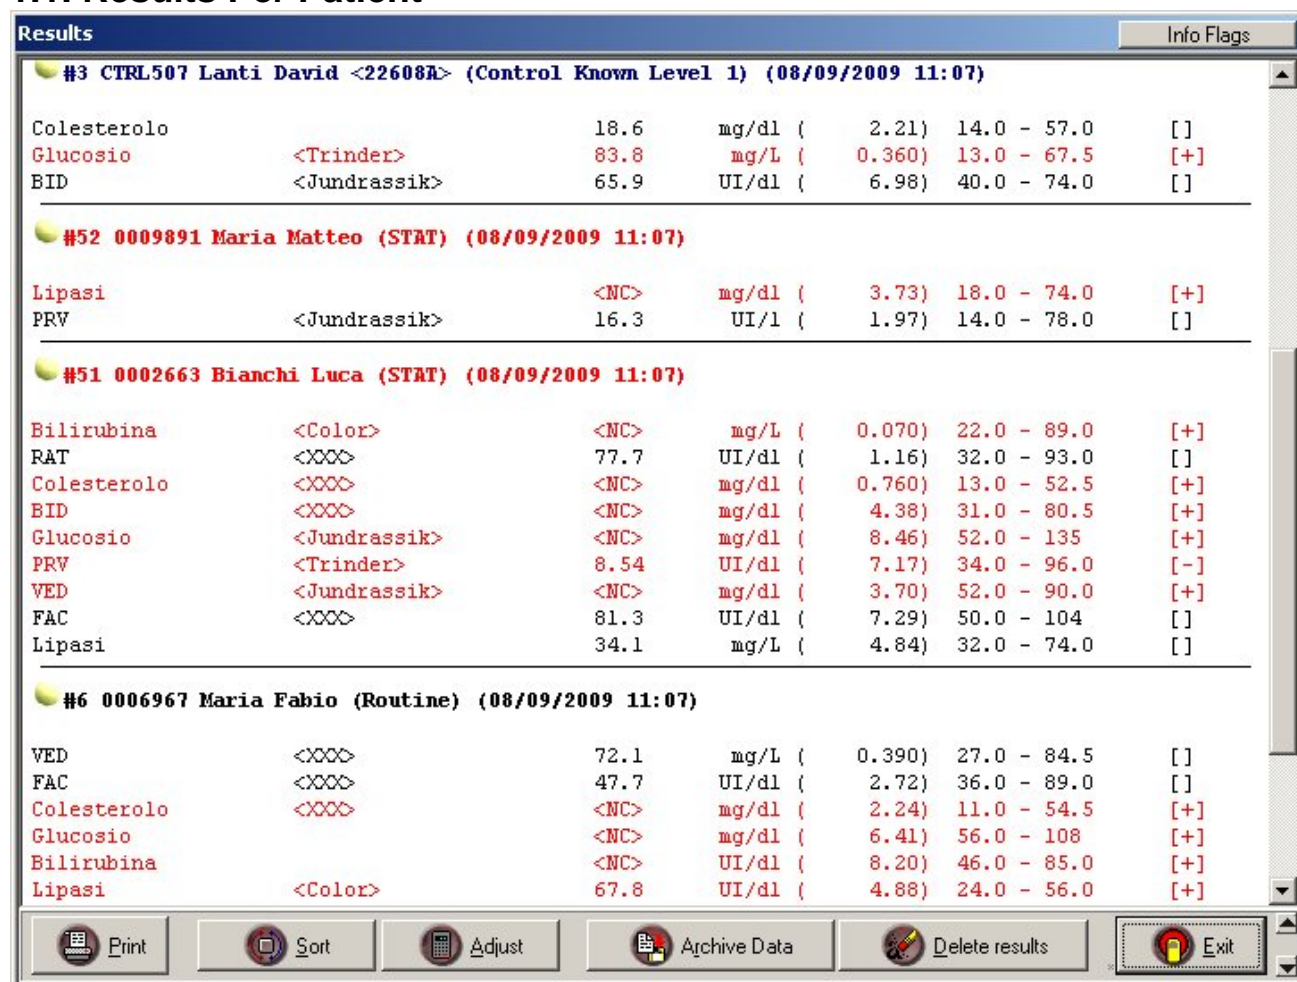 Results Info Flags
#3 CTRL507 Lanti David <22608A> (Control Known Level 1) (08/09/2009 11:07)
Colesterolo 18.6 mg/dl ( 2.21) 14.0 - 57.0 []
Glucosio <Trinder> 83.8 mg/L ( 0.360) 13.0 - 67.5 [+]
BID <Jundrassik> 65.9 UI/dl ( 6.98) 40.0 - 74.0 []
#52 0009891 Maria Matteo (STAT) (08/09/2009 11:07)
Lipasi <NC> mg/dl ( 3.73) 18.0 - 74.0 [+]
PRV <Jundrassik> 16.3 UI/l ( 1.97) 14.0 - 78.0 []
#51 0002663 Bianchi Luca (STAT) (08/09/2009 11:07)
Bilirubina <Color> <NC> mg/L ( 0.070) 22.0 - 89.0 [+]
RAT <XXX> 77.7 UI/dl ( 1.16) 32.0 - 93.0 []
Colesterolo <XXX> <NC> mg/dl ( 0.760) 13.0 - 52.5 [+]
BID <XXX> <NC> mg/dl ( 4.38) 31.0 - 80.5 [+]
Glucosio <Jundrassik> <NC> mg/dl ( 8.46) 52.0 - 135 [+]
PRV <Trinder> 8.54 UI/dl ( 7.17) 34.0 - 96.0 [-]
VED <Jundrassik> <NC> mg/dl ( 3.70) 52.0 - 90.0 [+]
FAC <XXX> 81.3 UI/dl ( 7.29) 50.0 - 104 []
Lipasi 34.1 mg/L ( 4.84) 32.0 - 74.0 []
#6 0006967 Maria Fabio (Routine) (08/09/2009 11:07)
VED <XXX> 72.1 mg/L ( 0.390) 27.0 - 84.5 []
FAC <XXX> 47.7 UI/dl ( 2.72) 36.0 - 89.0 []
Colesterolo <XXX> <NC> mg/dl ( 2.24) 11.0 - 54.5 [+]
Glucosio <NC> mg/dl ( 6.41) 56.0 - 108 [+]
Bilirubina <NC> UI/dl ( 8.20) 46.0 - 85.0 [+]
Lipasi <Color> 67.8 UI/dl ( 4.88) 24.0 - 56.0 [+]
Print Sort Adjust Archive Data Delete results Exit